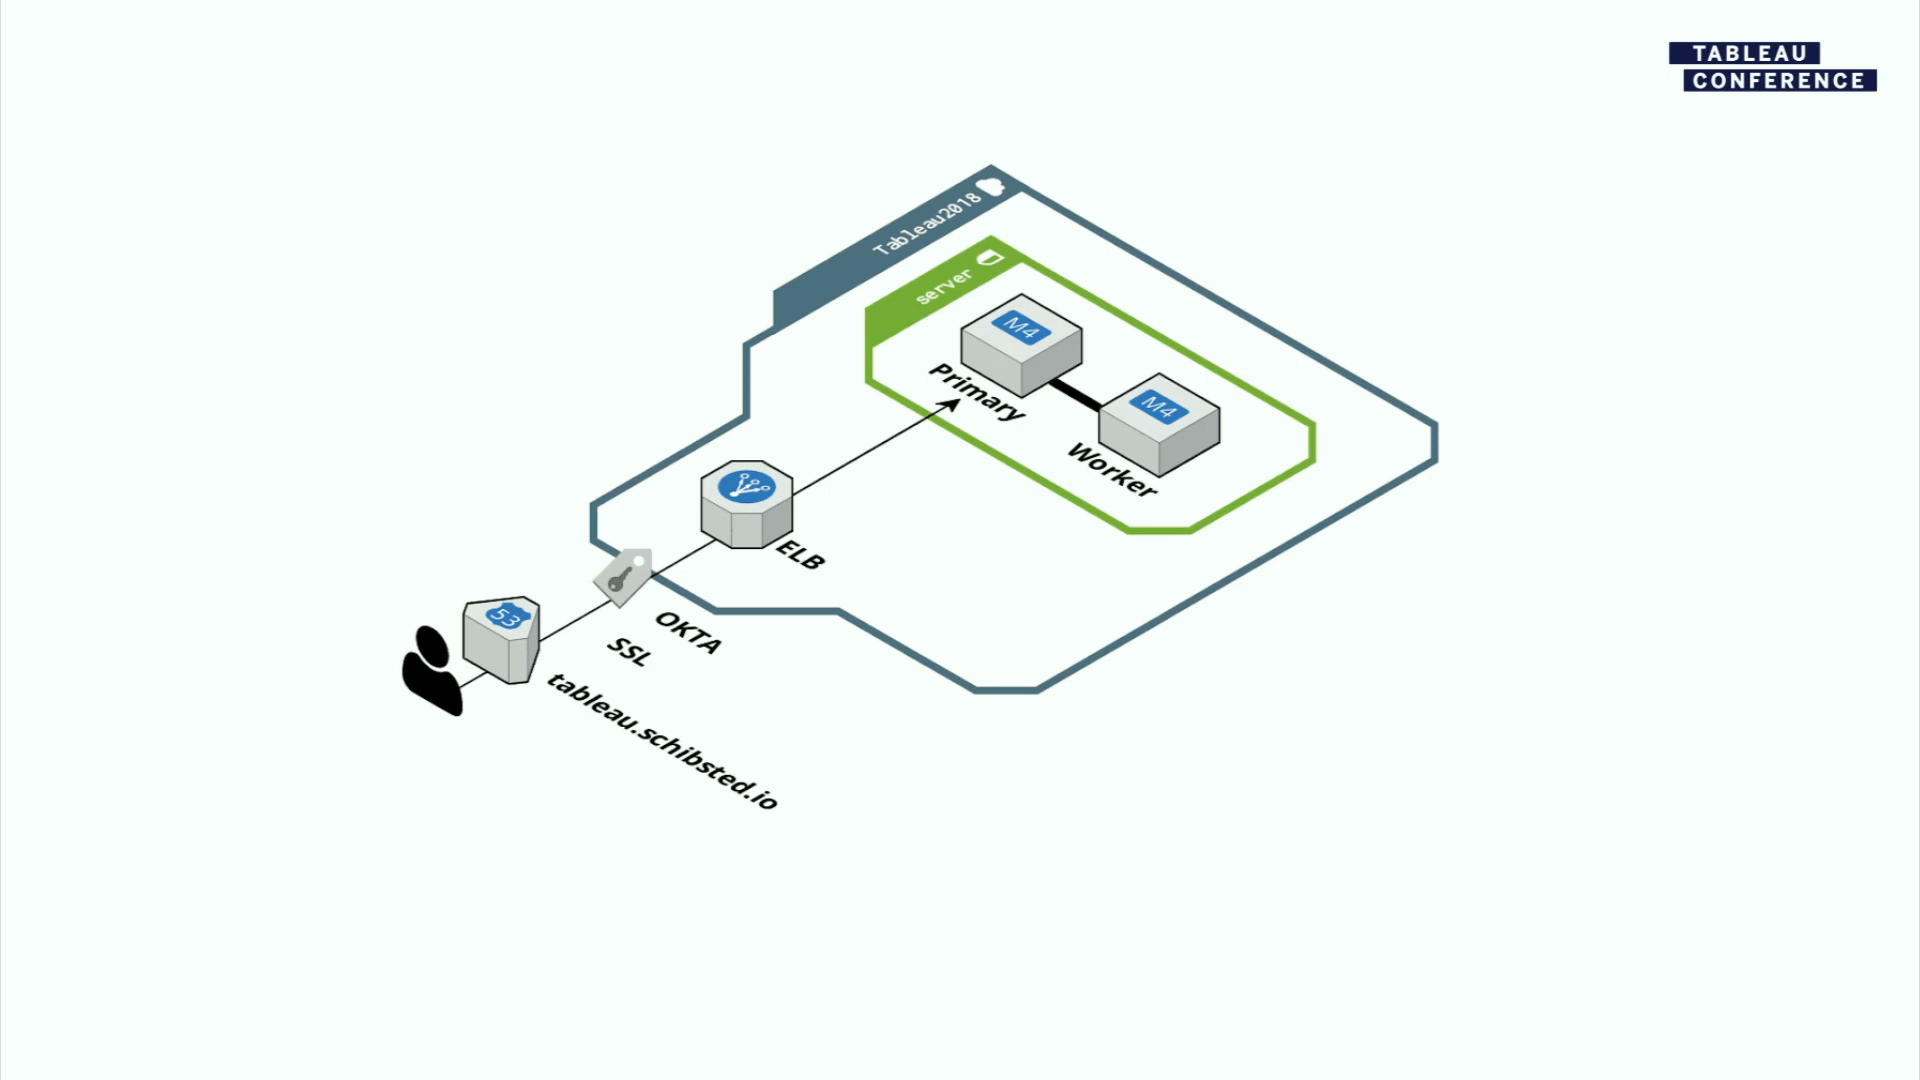 TABLEAU
CONFERENCE
Tableau2018
server
M4
Primary
M4
Worker
ELB
53
OKTA
SSL
tableau.schibsted.io